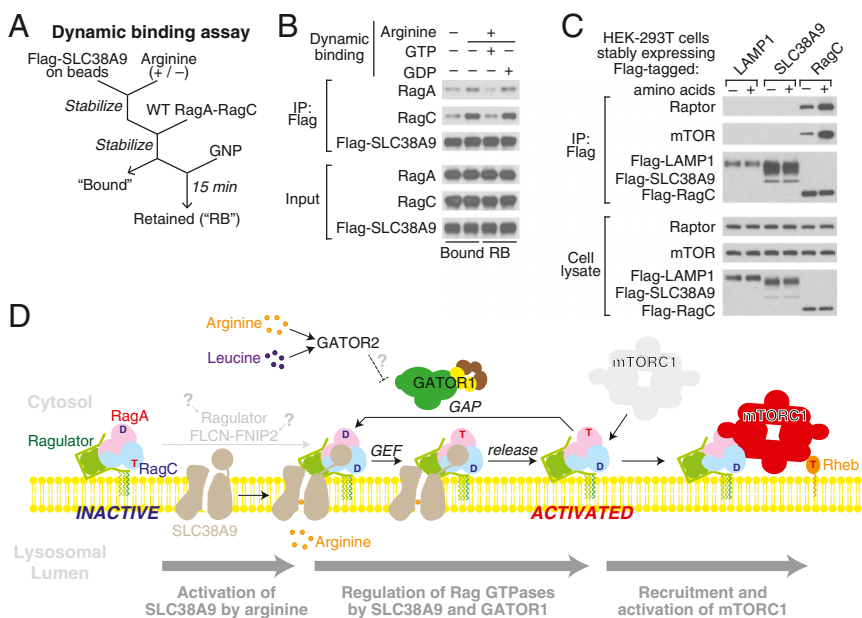 A
Dynamic binding assay
Flag-SLC38A9
on beads
Arginine
(+ / −)
Stabilize
WT RagA-RagC
Stabilize
GNP
“Bound”
15 min
Retained (“RB”)
B
Dynamic
binding
Arginine − +
GTP − − + −
GDP − − − +
IP:
Flag
RagA
RagC
Flag-SLC38A9
Input
RagA
RagC
Flag-SLC38A9
Bound RB
C
HEK-293T cells
stably expressing
Flag-tagged:
LAMP1
SLC38A9
RagC
amino acids − + − + − +
IP:
Flag
Raptor
mTOR
Flag-LAMP1
Flag-SLC38A9
Flag-RagC
Cell
lysate
Raptor
mTOR
Flag-LAMP1
Flag-SLC38A9
Flag-RagC
D
Arginine
Leucine
GATOR2
?
GATOR1
GAP
mTORC1
mTORC1
Cytosol
RagA
D
Ragulator
T
RagC
?
Ragulator
?
FLCN-FNIP2
D
D
GEF
T
D
release
T
D
D
T
Rheb
INACTIVE
SLC38A9
ACTIVATED
Arginine
Lysosomal
Lumen
Activation of
SLC38A9 by arginine
Regulation of Rag GTPases
by SLC38A9 and GATOR1
Recruitment and
activation of mTORC1